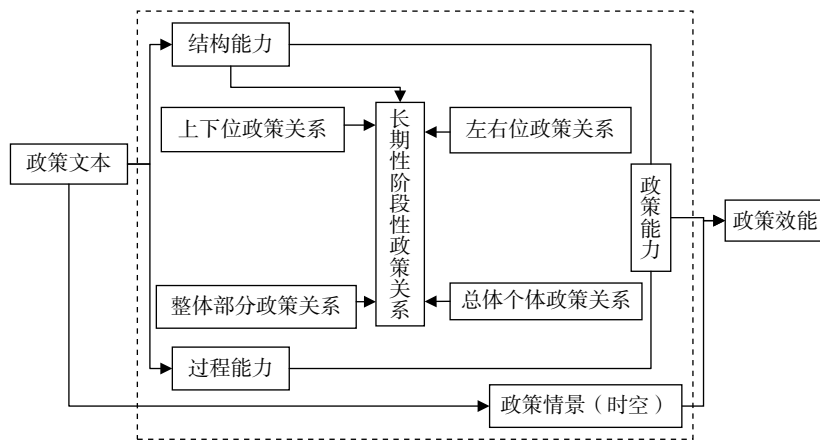 结构能力
上下位政策关系
左右位政策关系
长期性阶段性政策关系
政策文本
政策能力
政策效能
整体部分政策关系
总体个体政策关系
过程能力
政策情景（时空）